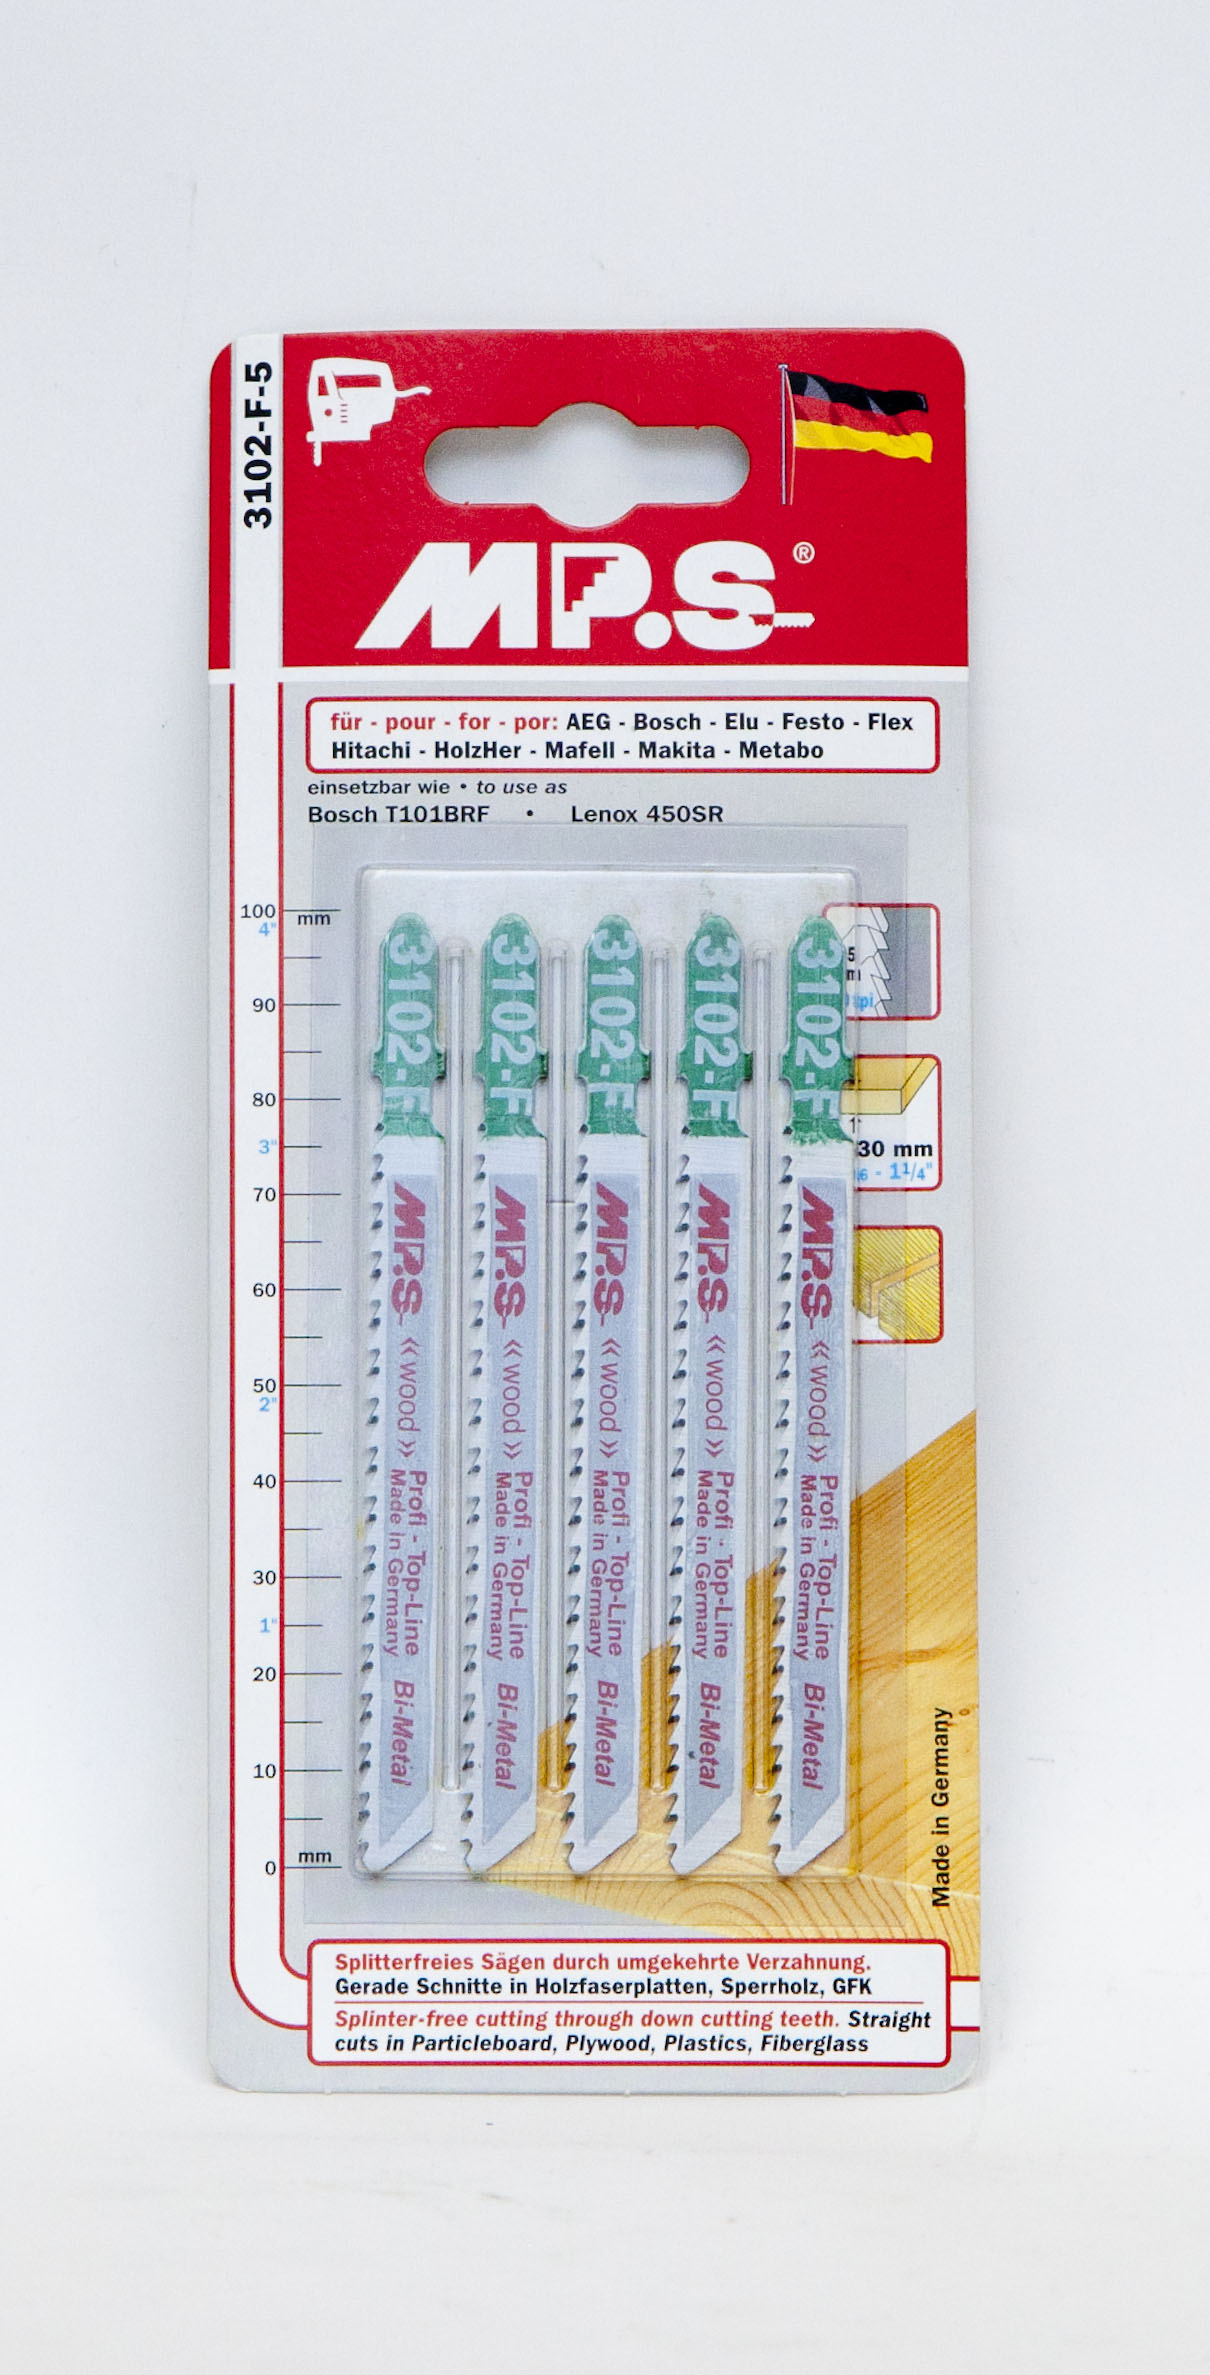 3102-F-5
MP.S®
für - pour - for - por: AEG - Bosch - Elu - Festo - Flex
Hitachi - HolzHer - Mafell - Makita - Metabo
einsetzbar wie • to use as
Bosch T101BRF • Lenox 450SR
100 mm
4"
90
80
3"
70
60
50
2"
40
30
1"
20
10
0 mm
3102-F
MP.S «wood» Profi - Top-Line
Made in Germany
Bi-Metal
3102-F
MP.S «wood» Profi - Top-Line
Made in Germany
Bi-Metal
3102-F
MP.S «wood» Profi - Top-Line
Made in Germany
Bi-Metal
3102-F
MP.S «wood» Profi - Top-Line
Made in Germany
Bi-Metal
3102-F
MP.S «wood» Profi - Top-Line
Made in Germany
Bi-Metal
30 mm
- 1 1/4"
Made in Germany
Splitterfreies Sägen durch umgekehrte Verzahnung.
Gerade Schnitte in Holzfaserplatten, Sperrholz, GFK
Splinter-free cutting through down cutting teeth. Straight
cuts in Particleboard, Plywood, Plastics, Fiberglass